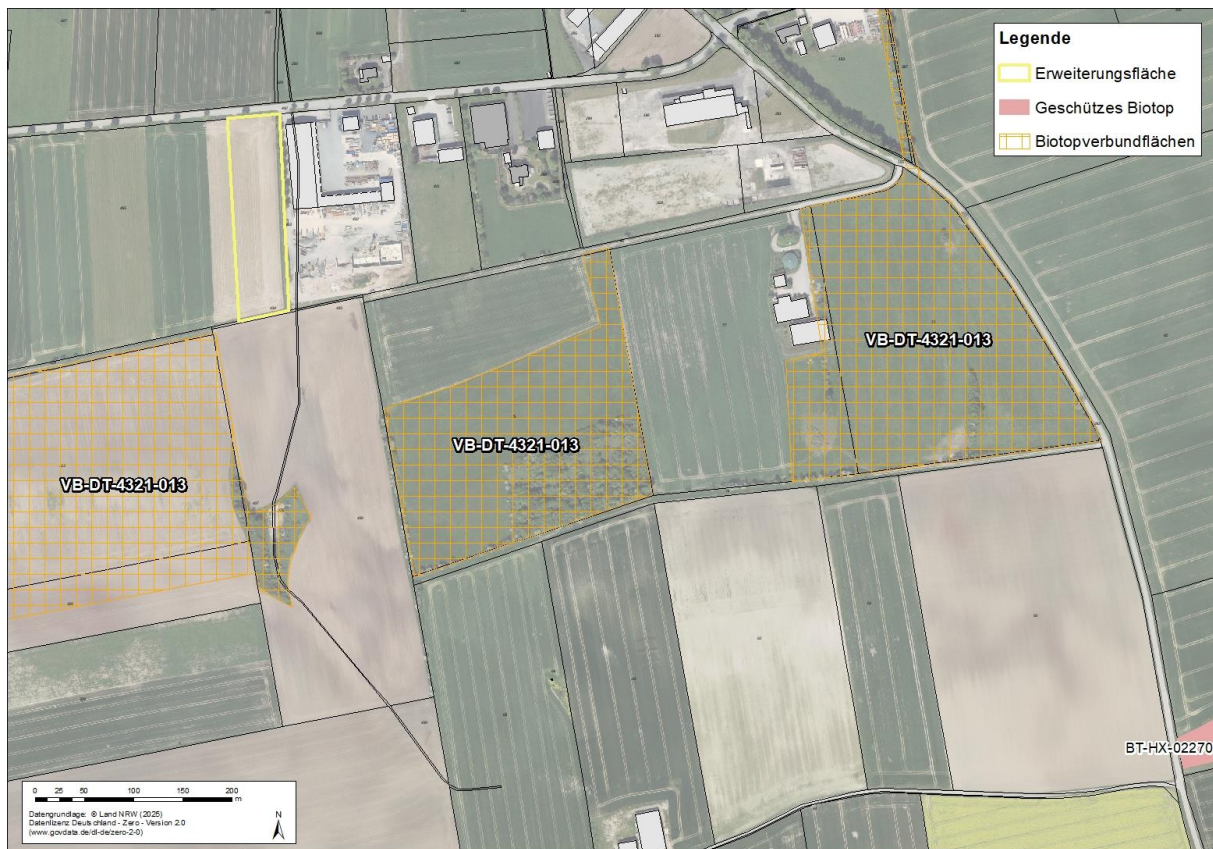 Legende
Erweiterungsfläche
Geschützes Biotop
Biotopverbundflächen
VB-DT-4321-013
VB-DT-4321-013
VB-DT-4321-013
BT-HX-02270
0 25 50 100 150 200
m
Datengrundlage: © Land NRW (2025)
Datenlizenz Deutschland - Zero - Version 2.0
(www.govdata.de/dl-de/zero-2-0)
N